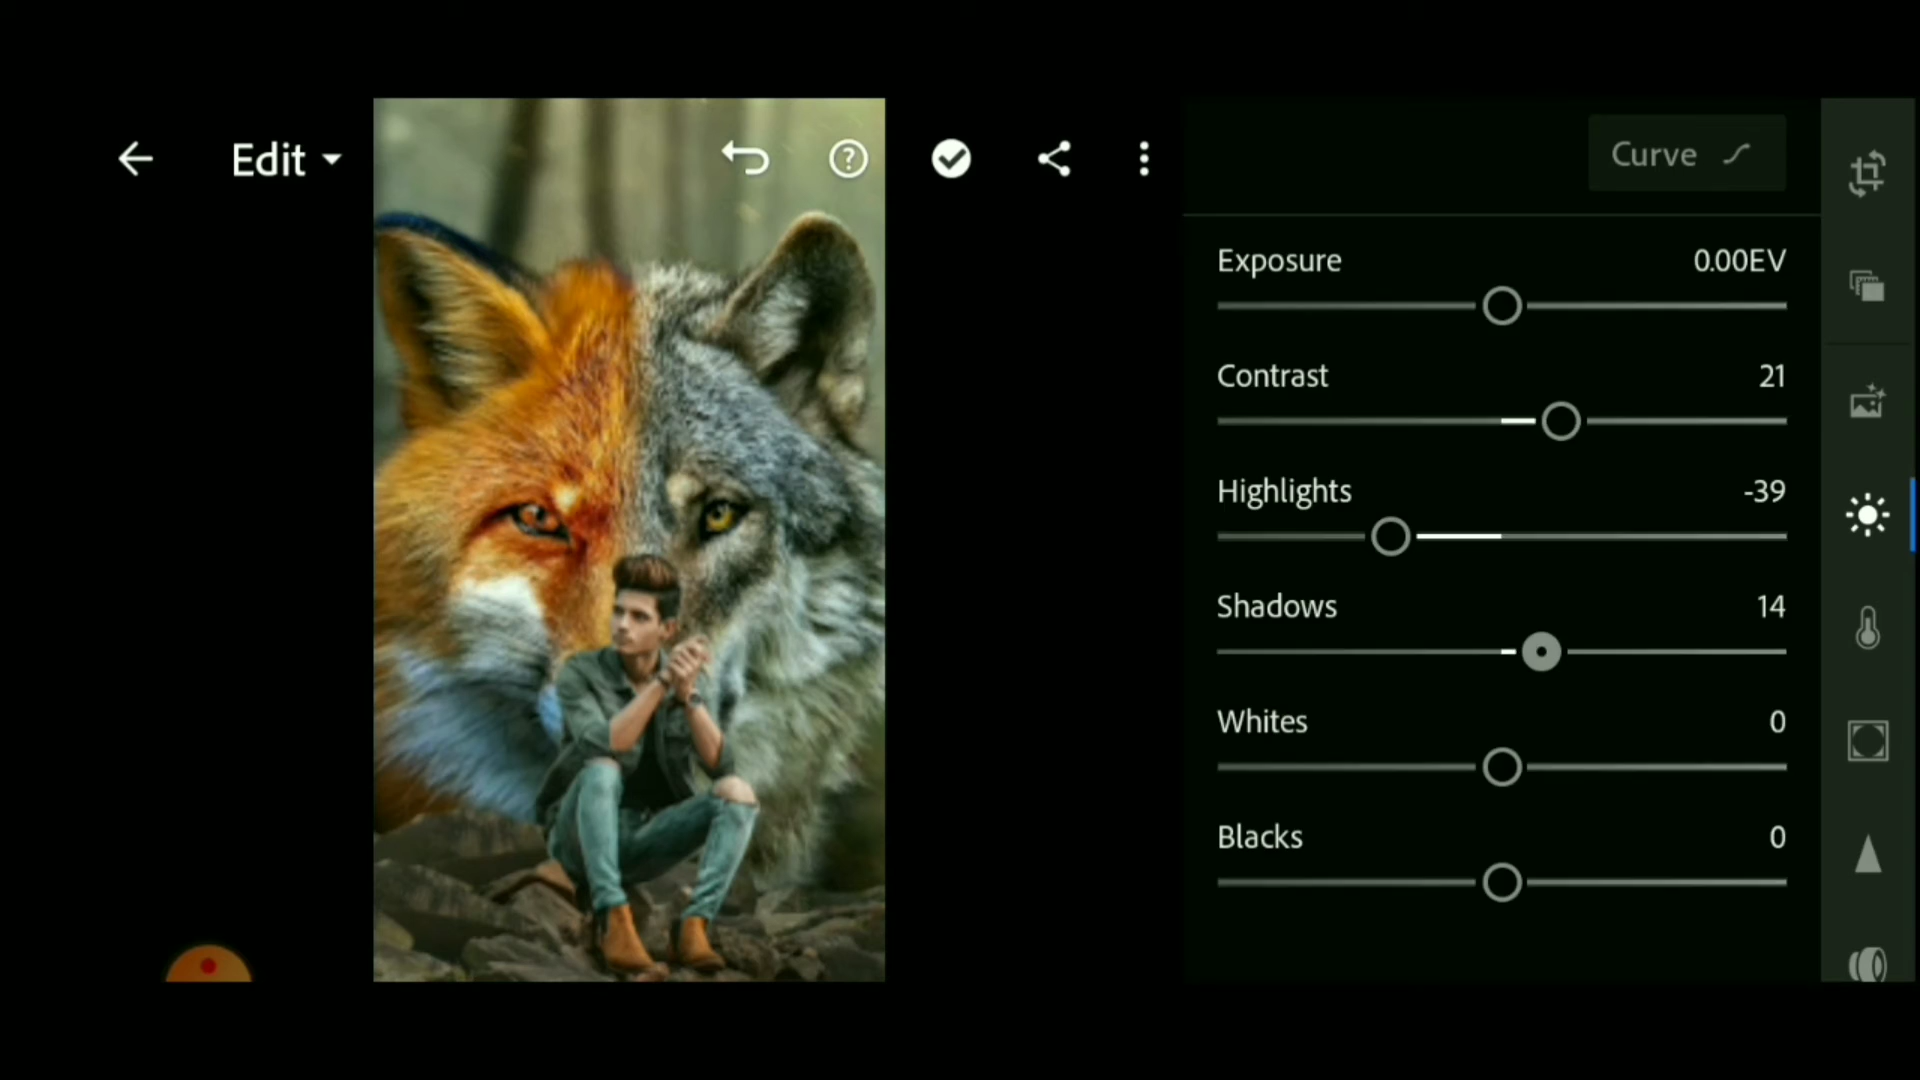 Edit
Curve
Exposure 0.00EV
Contrast 21
Highlights -39
Shadows 14
Whites 0
Blacks 0